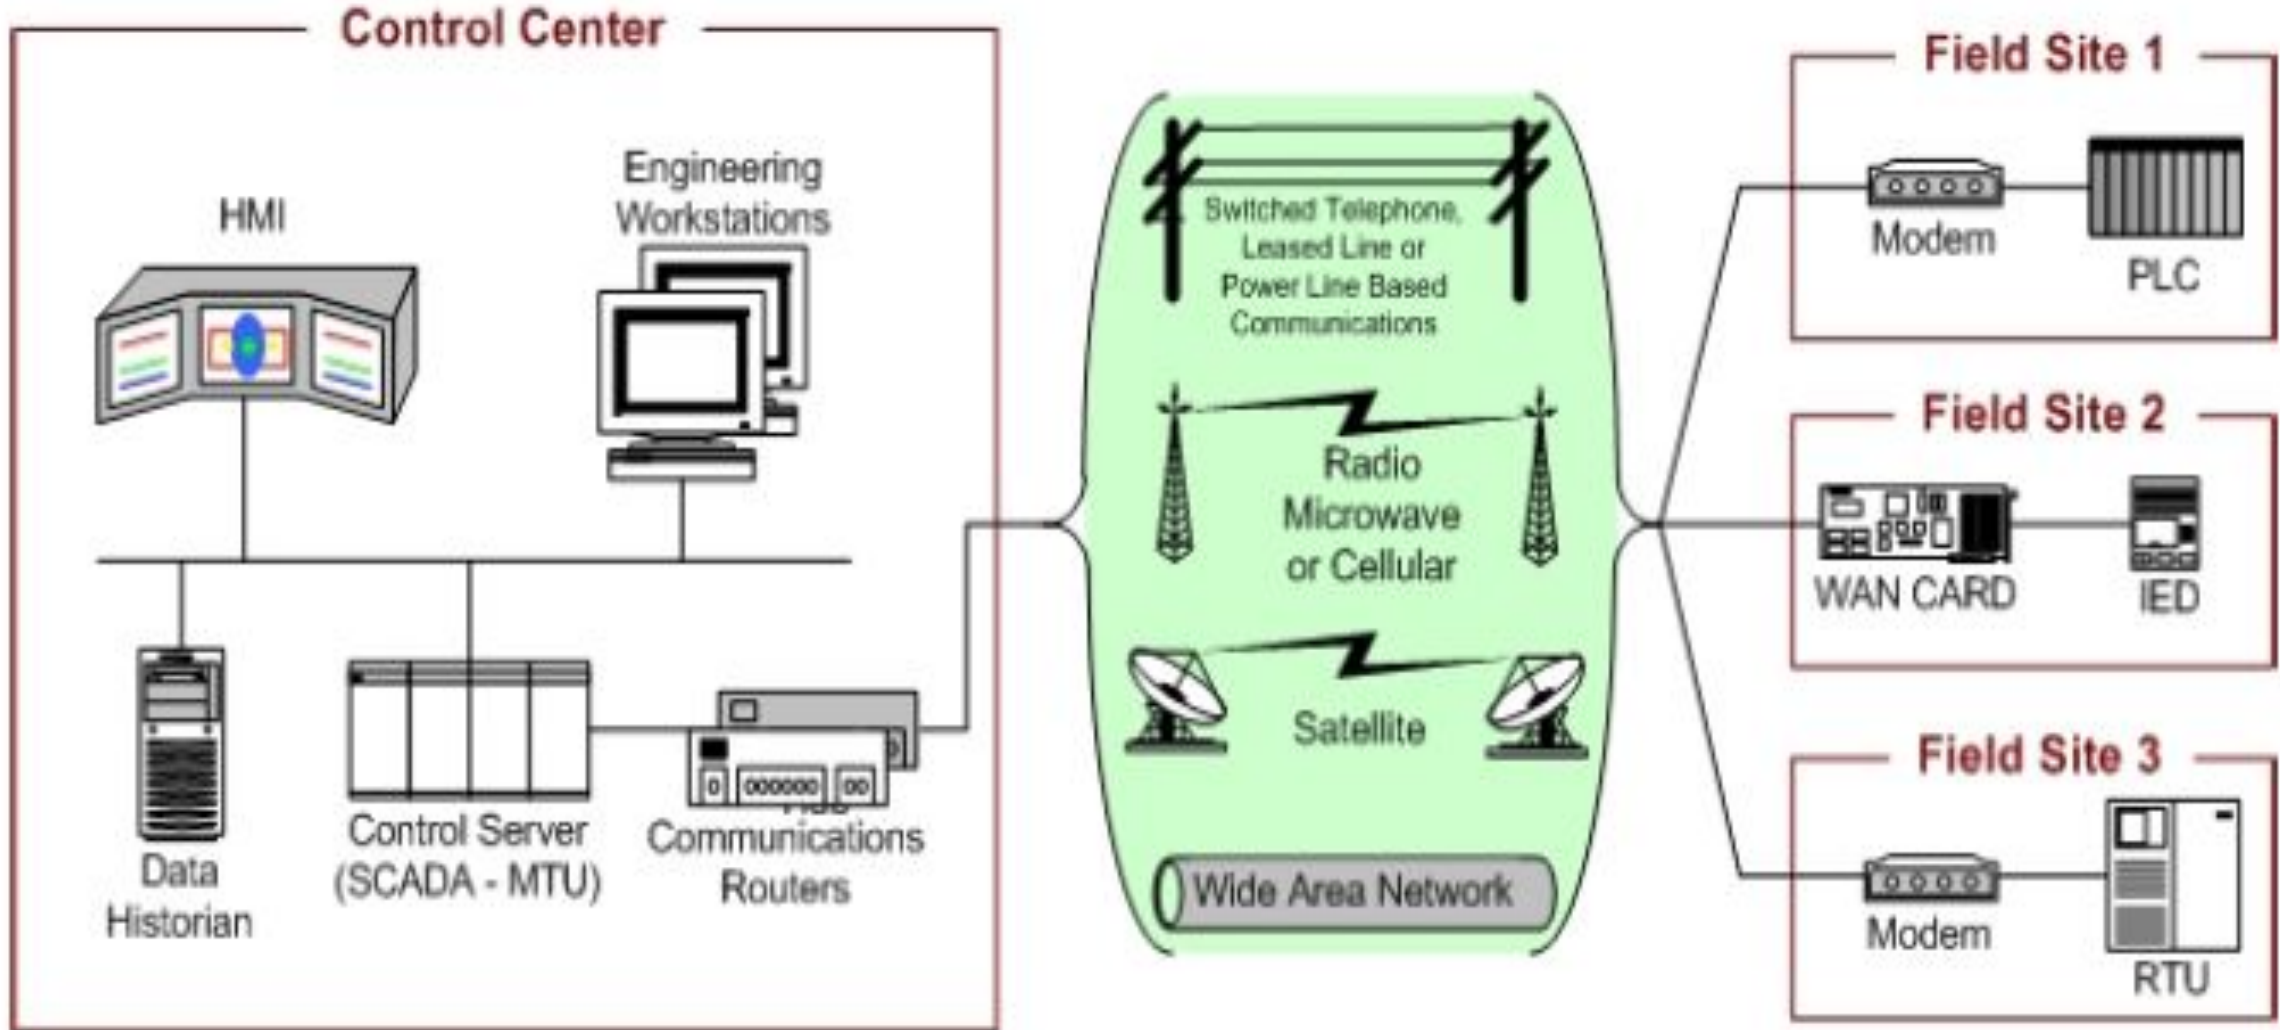 Control Center
HMI
Engineering
Workstations
Data
Historian
Control Server
(SCADA - MTU)
Communications
Routers
Switched Telephone,
Leased Line or
Power Line Based
Communications
Radio
Microwave
or Cellular
Satellite
Wide Area Network
Field Site 1
Modem
PLC
Field Site 2
WAN CARD
IED
Field Site 3
Modem
RTU